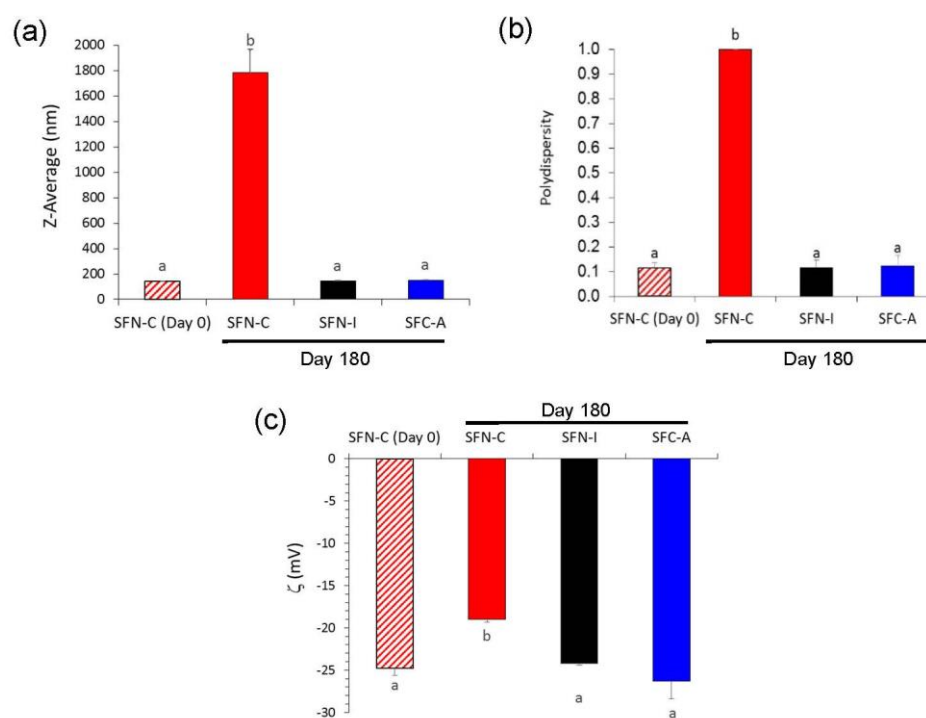 (a)
Z-Average (nm)
2000
1800
1600
1400
1200
1000
800
600
400
200
0
a
b
a
a
SFN-C (Day 0) SFN-C SFN-I SFC-A
Day 180
(b)
Polydispersity
1.0
0.9
0.8
0.7
0.6
0.5
0.4
0.3
0.2
0.1
0.0
a
b
a
a
SFN-C (Day 0) SFN-C SFN-I SFC-A
Day 180
(c)
Day 180
SFN-C (Day 0) SFN-C SFN-I SFC-A
ζ (mV)
0
-5
-10
-15
-20
-25
-30
a
b
a
a